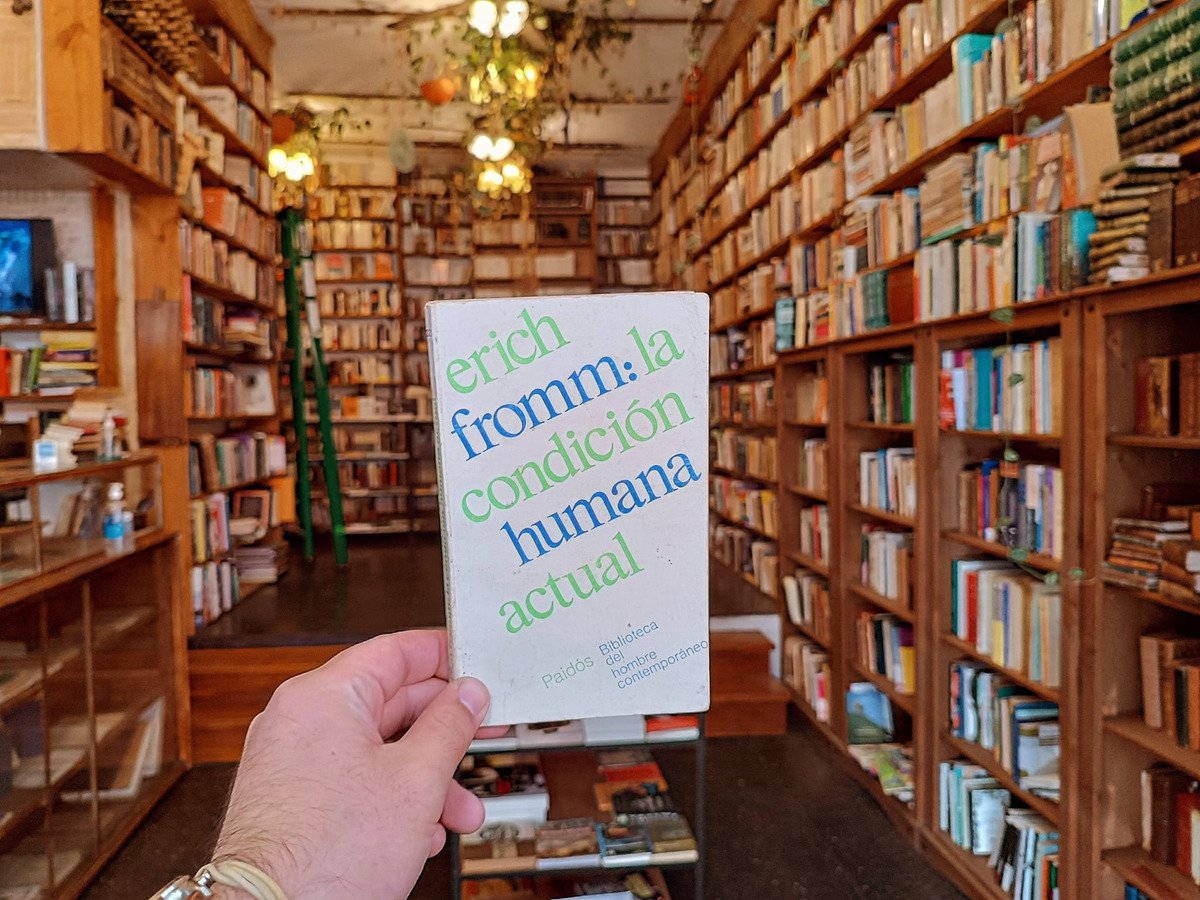 erich
fromm: la
condición
humana
actual
Paidós
Biblioteca
del
hombre
contemporáneo